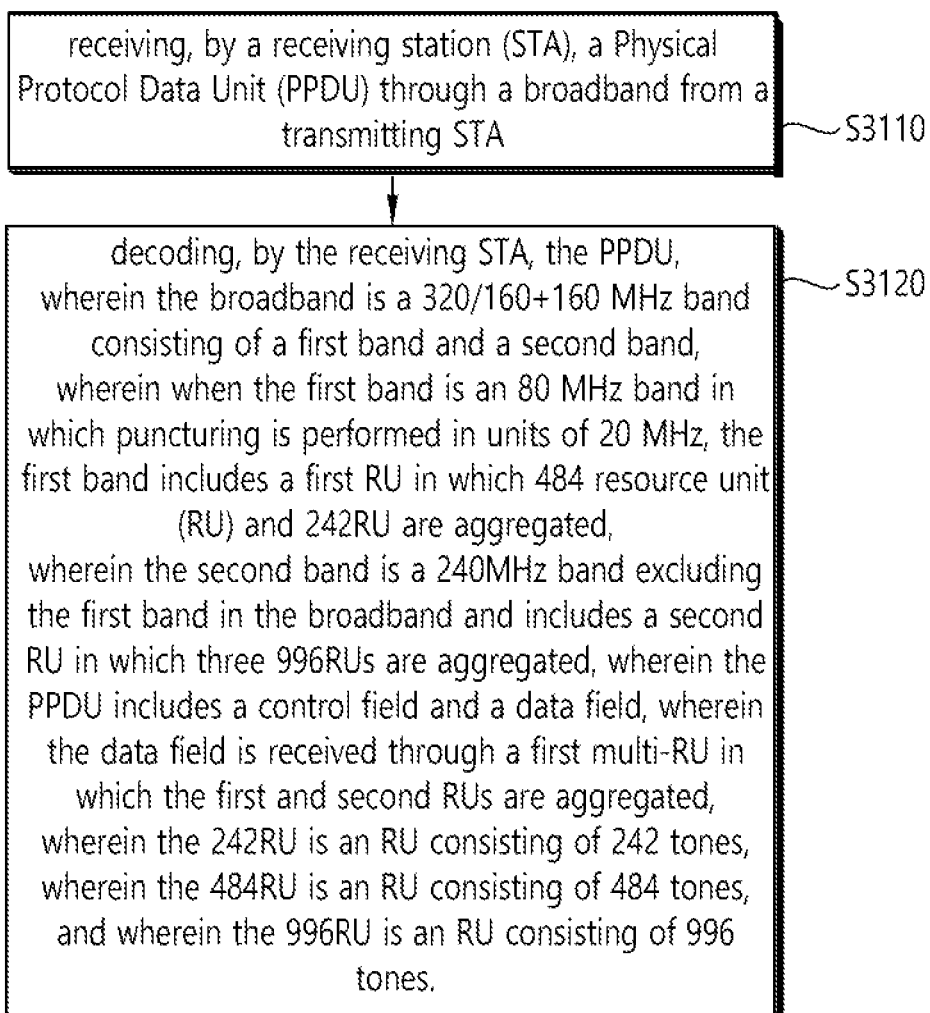 receiving, by a receiving station (STA), a Physical
Protocol Data Unit (PPDU) through a broadband from a
transmitting STA
S3110
decoding, by the receiving STA, the PPDU,
wherein the broadband is a 320/160+160 MHz band
consisting of a first band and a second band,
wherein when the first band is an 80 MHz band in
which puncturing is performed in units of 20 MHz, the
first band includes a first RU in which 484 resource unit
(RU) and 242RU are aggregated,
wherein the second band is a 240MHz band excluding
the first band in the broadband and includes a second
RU in which three 996RUs are aggregated, wherein the
PPDU includes a control field and a data field, wherein
the data field is received through a first multi-RU in
which the first and second RUs are aggregated,
wherein the 242RU is an RU consisting of 242 tones,
wherein the 484RU is an RU consisting of 484 tones,
and wherein the 996RU is an RU consisting of 996
tones.
S3120